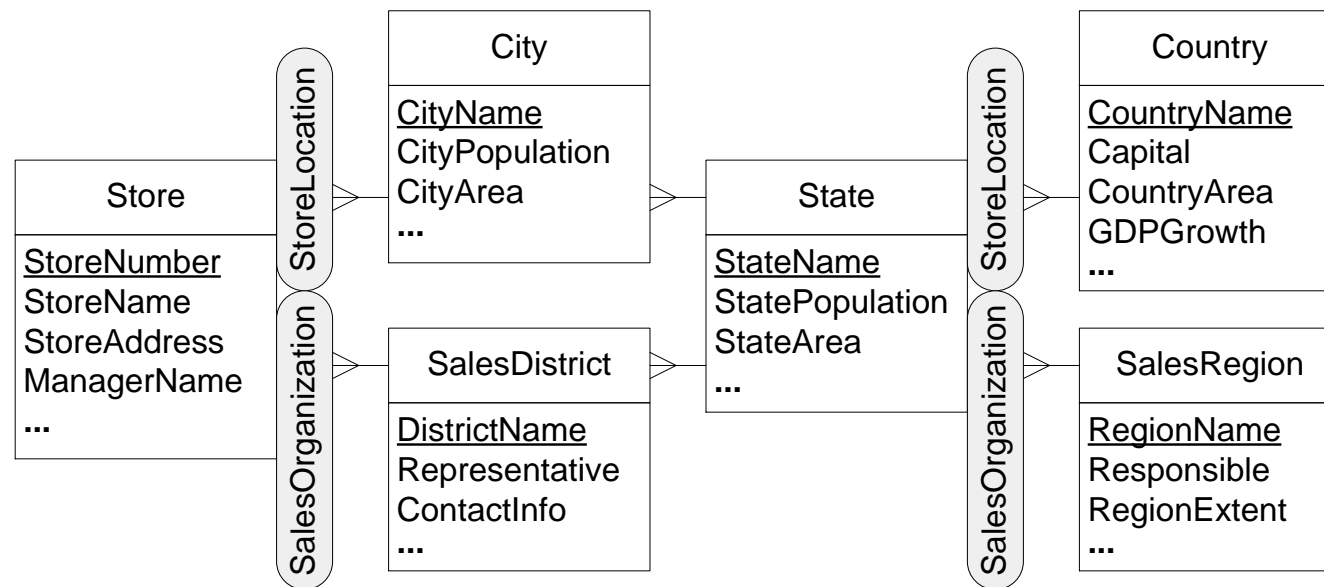 Store
StoreNumber
StoreName
StoreAddress
ManagerName
...
StoreLocation
SalesOrganization
City
CityName
CityPopulation
CityArea
...
SalesDistrict
DistrictName
Representative
ContactInfo
...
State
StateName
StatePopulation
StateArea
...
StoreLocation
SalesOrganization
Country
CountryName
Capital
CountryArea
GDPGrowth
...
SalesRegion
RegionName
Responsible
RegionExtent
...